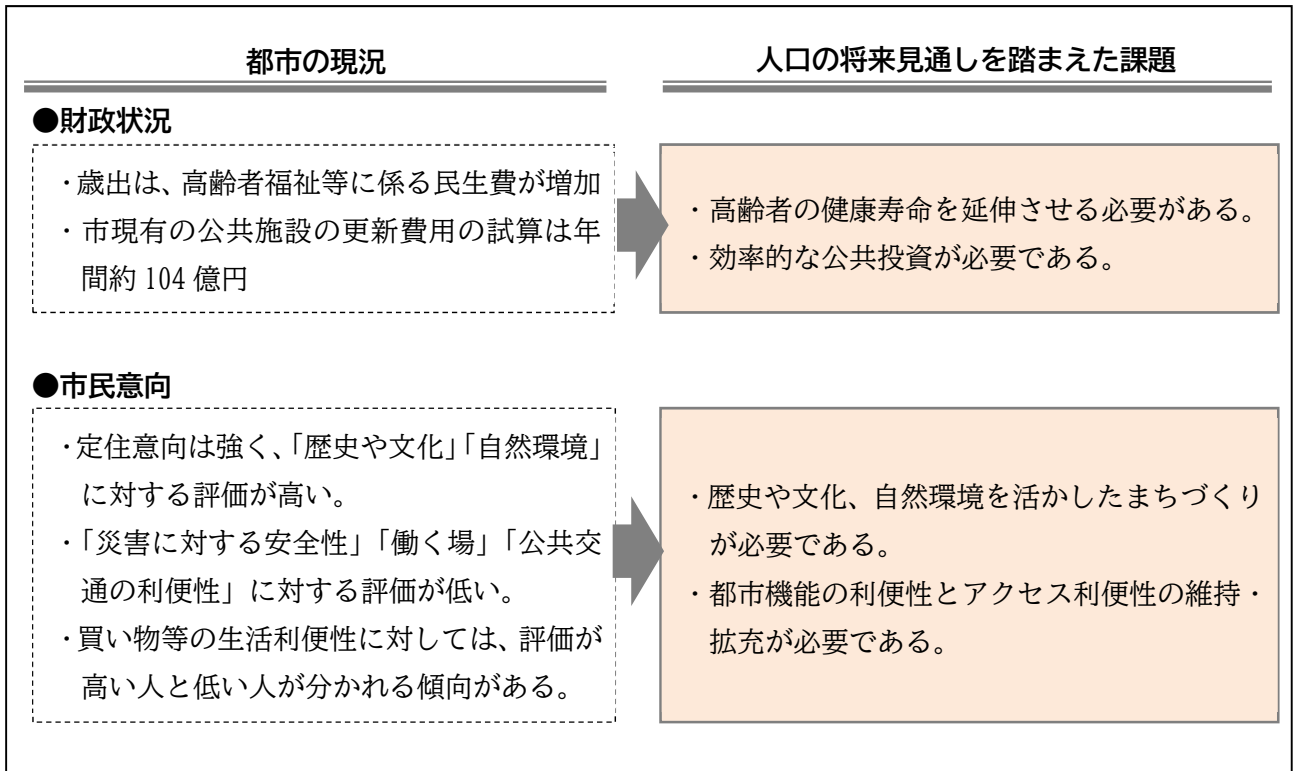 都市の現況
人口の将来見通しを踏まえた課題
●財政状況
・歳出は、高齢者福祉等に係る民生費が増加
・市現有の公共施設の更新費用の試算は年
間約 104 億円
・高齢者の健康寿命を延伸させる必要がある。
・効率的な公共投資が必要である。
●市民意向
・定住意向は強く、「歴史や文化」「自然環境」
に対する評価が高い。
・「災害に対する安全性」「働く場」「公共交
通の利便性」に対する評価が低い。
・買い物等の生活利便性に対しては、評価が
高い人と低い人が分かれる傾向がある。
・歴史や文化、自然環境を活かしたまちづくり
が必要である。
・都市機能の利便性とアクセス利便性の維持・
拡充が必要である。